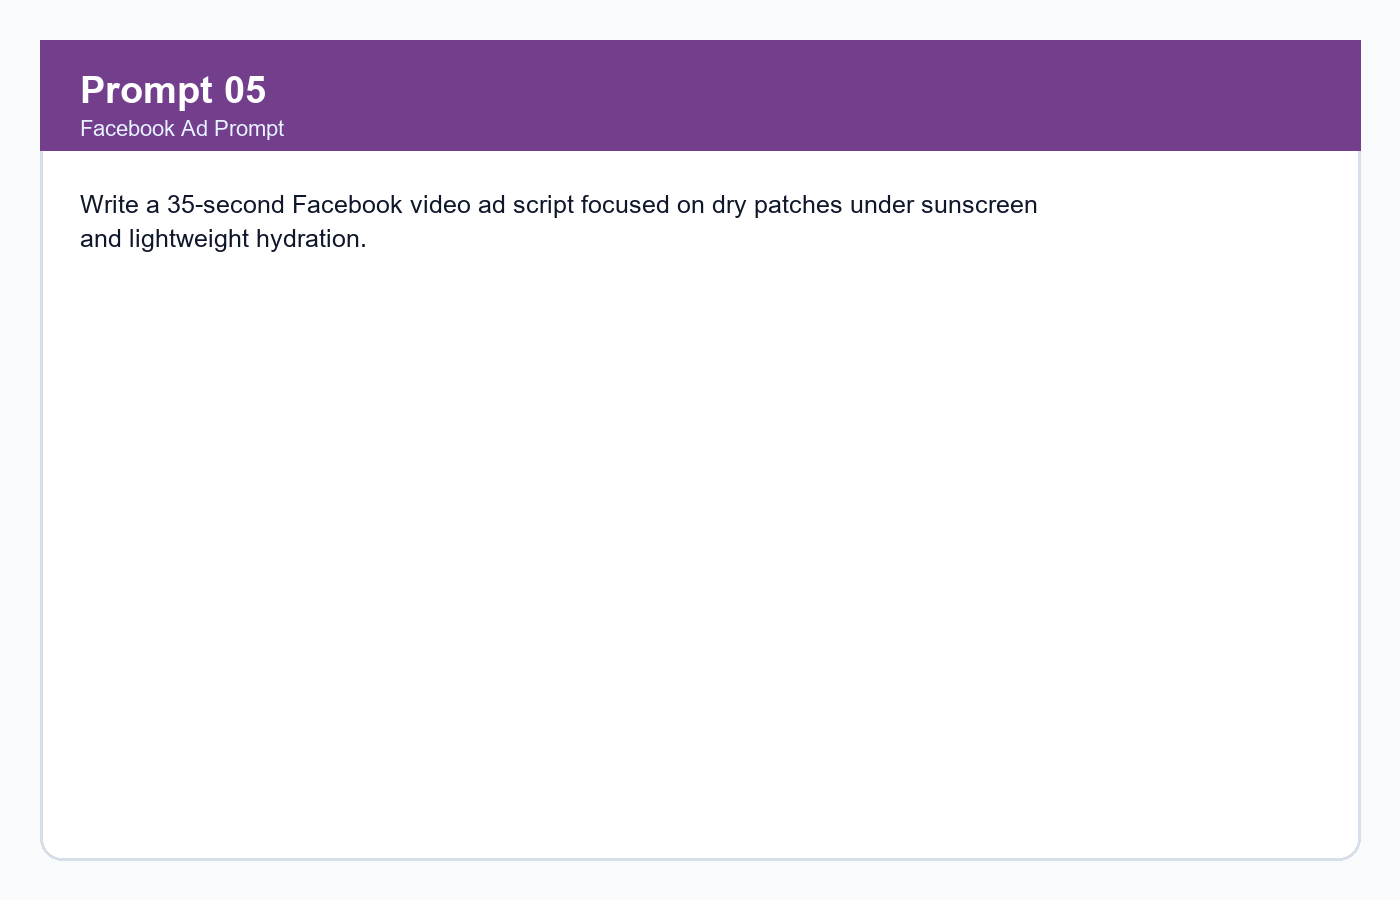 Prompt 05
Facebook Ad Prompt
Write a 35-second Facebook video ad script focused on dry patches under sunscreen
and lightweight hydration.